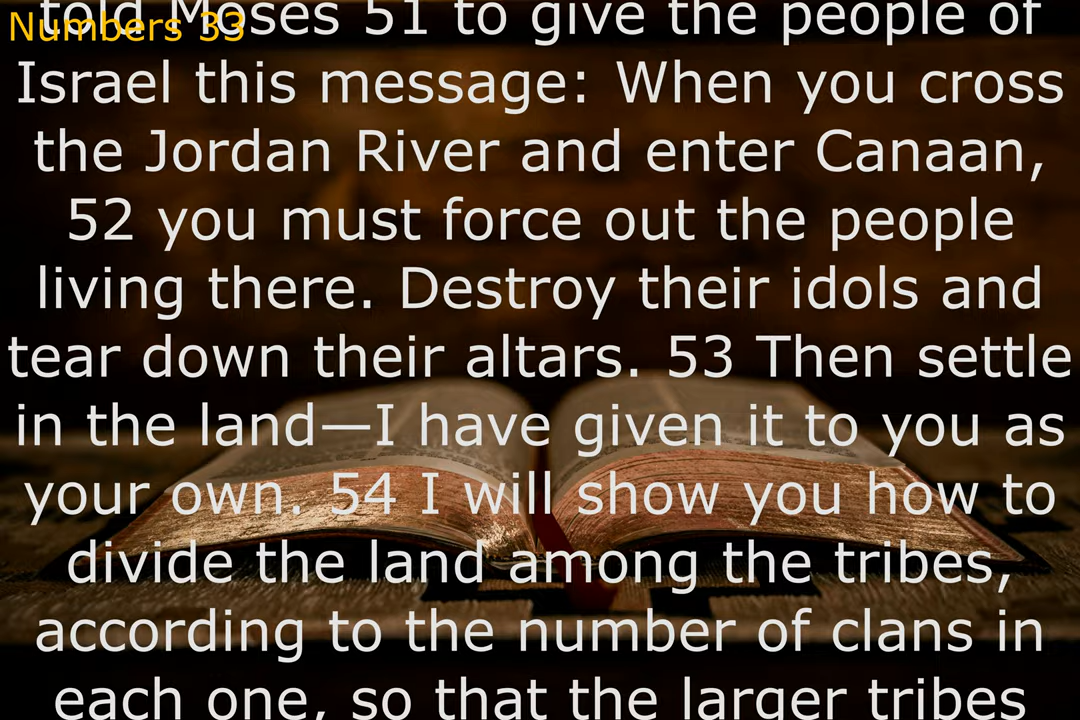 Numbers 33
told Moses 51 to give the people of
Israel this message: When you cross
the Jordan River and enter Canaan,
52 you must force out the people
living there. Destroy their idols and
tear down their altars. 53 Then settle
in the land—I have given it to you as
your own. 54 I will show you how to
divide the land among the tribes,
according to the number of clans in
each one, so that the larger tribes